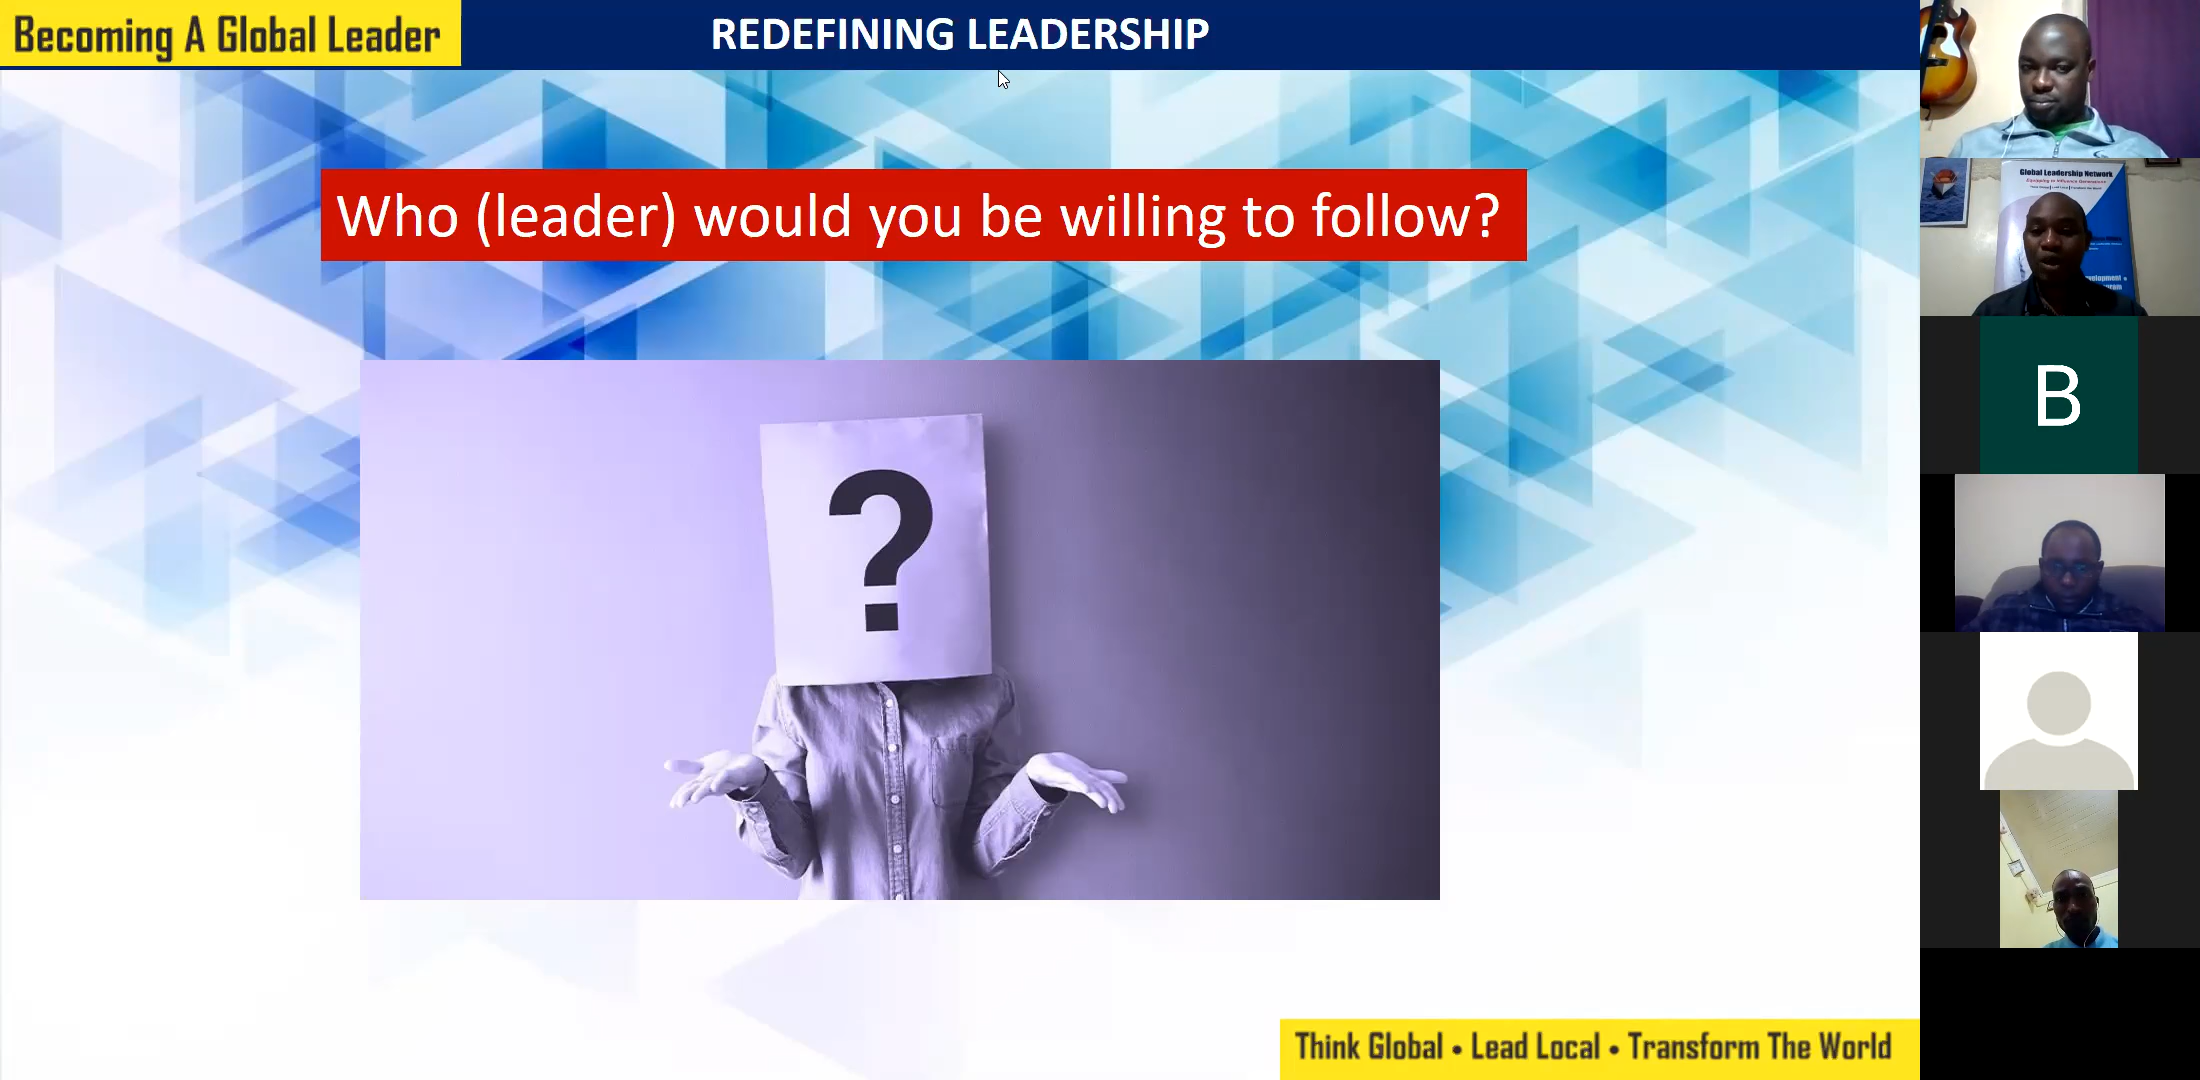 Becoming A Global Leader
REDEFINING LEADERSHIP
Who (leader) would you be willing to follow?
?
Think Global • Lead Local • Transform The World
Global Leadership Network
B